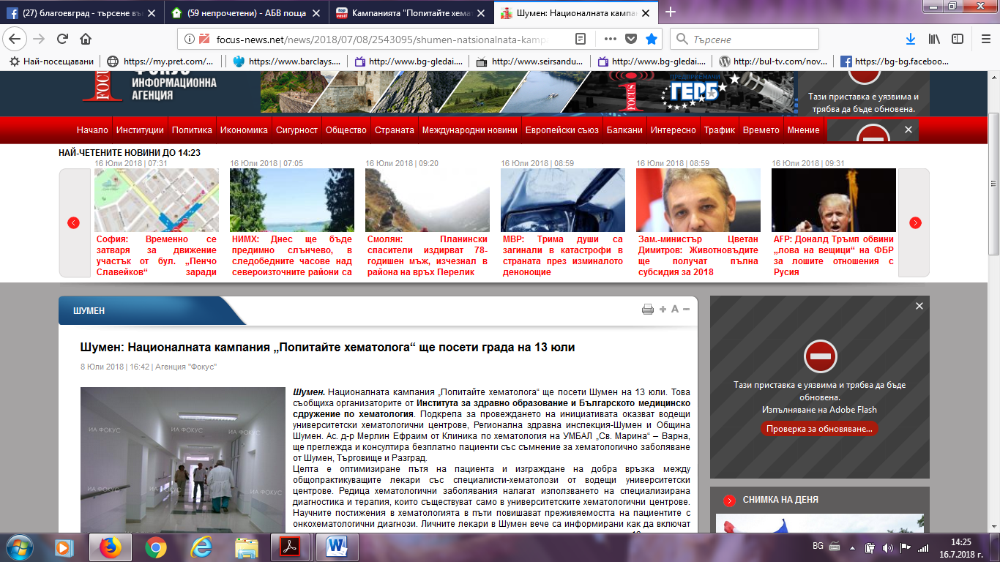 (27) благоевград - търсене въ
(59 непрочетени) - АБВ поща
top vesti
Кампанията "Попитайте хемат
Шумен: Националната кампа
focus-news.net/news/2018/07/08/2543095/shumen-natsionalnata-kamp
Търсене
Най-посещавани
https://my.pret.com/...
https://www.barclays....
http://www.bg-gledai....
http://www.seirsandu...
http://www.bg-gledai....
http://bul-tv.com/nov...
https://bg-bg.faceboo...
FOCUS
ФОКУС
ИНФОРМАЦИОННА
АГЕНЦИЯ
FOCUS
ПРЕДПРИЕМАЧИ
ГЕРБ
Тази приставка е уязвима и
трябва да бъде обновена.
Начало Институции Политика Икономика Сигурност Общество Страната Международни новини Европейски съюз Балкани Интересно Трафик Времето Мнение
НАЙ-ЧЕТЕНИТЕ НОВИНИ ДО 14:23
16 Юли 2018 | 07:31
София: Временно се
затваря за движение
участък от бул. „Пенчо
Славейков“ заради
16 Юли 2018 | 07:05
НИМХ: Днес ще бъде
предимно слънчево, в
следобедните часове над
североизточните райони са
16 Юли 2018 | 09:20
Смолян: Планински
спасители издирват 78-
годишен мъж, изчезнал в
района на връх Перелик
16 Юли 2018 | 08:59
МВР: Трима души са
загинали в катастрофи в
страната през изминалото
денонощие
16 Юли 2018 | 08:59
Зам.-министър Цветан
Димитров: Животновъдите
ще получат пълна
субсидия за 2018
16 Юли 2018 | 09:31
AFP: Доналд Тръмп обвини
„лова на вещици“ на ФБР
за лошите отношения с
Русия
ШУМЕН
A
Шумен: Националната кампания „Попитайте хематолога“ ще посети града на 13 юли
8 Юли 2018 | 16:42 | Агенция "Фокус"
ИА ФОКУС
ИА ФОКУС
ИА ФОКУС
ИА ФОКУС
Шумен. Националната кампания „Попитайте хематолога“ ще посети Шумен на 13 юли. Това
съобщиха организаторите от Института за здравно образование и Българското медицинско
сдружение по хематология. Подкрепа за провеждането на инициативата оказват водещи
университетски хематологични центрове, Регионална здравна инспекция-Шумен и Община
Шумен. Ас. д-р Мерлин Ефраим от Клиника по хематология на УМБАЛ „Св. Марина“ – Варна,
ще преглежда и консултира безплатно пациенти със съмнение за хематологично заболяване
от Шумен, Търговище и Разград.
Целта е оптимизиране пътя на пациента и изграждане на добра връзка между
общопрактикуващите лекари със специалисти-хематолози от водещи университетски
центрове. Редица хематологични заболявания налагат използването на специализирана
диагностика и терапия, които съществуват само в университетските хематологични центрове.
Научните постижения в хематологията в пъти повишават преживяемостта на пациентите с
онкохематологични диагнози. Личните лекари в Шумен вече са информирани как да включат
Тази приставка е уязвима и трябва да бъде
обновена.
Изпълняване на Adobe Flash
Проверка за обновяване...
СНИМКА НА ДЕНЯ
BG
14:25
16.7.2018 г.